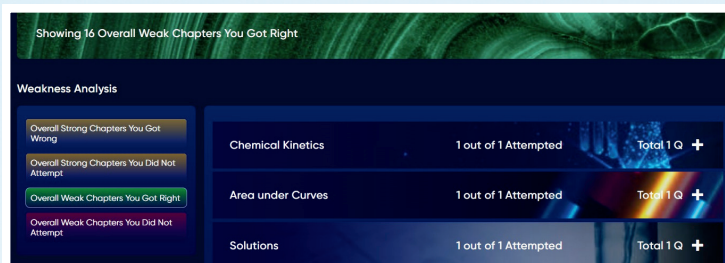 Showing 16 Overall Weak Chapters You Got Right
Weakness Analysis
Overall Strong Chapters You Got
Wrong
Overall Strong Chapters You Did Not
Attempt
Overall Weak Chapters You Got Right
Overall Weak Chapters You Did Not
Attempt
Chemical Kinetics 1 out of 1 Attempted Total 1 Q +
Area under Curves 1 out of 1 Attempted Total 1 Q +
Solutions 1 out of 1 Attempted Total 1 Q +